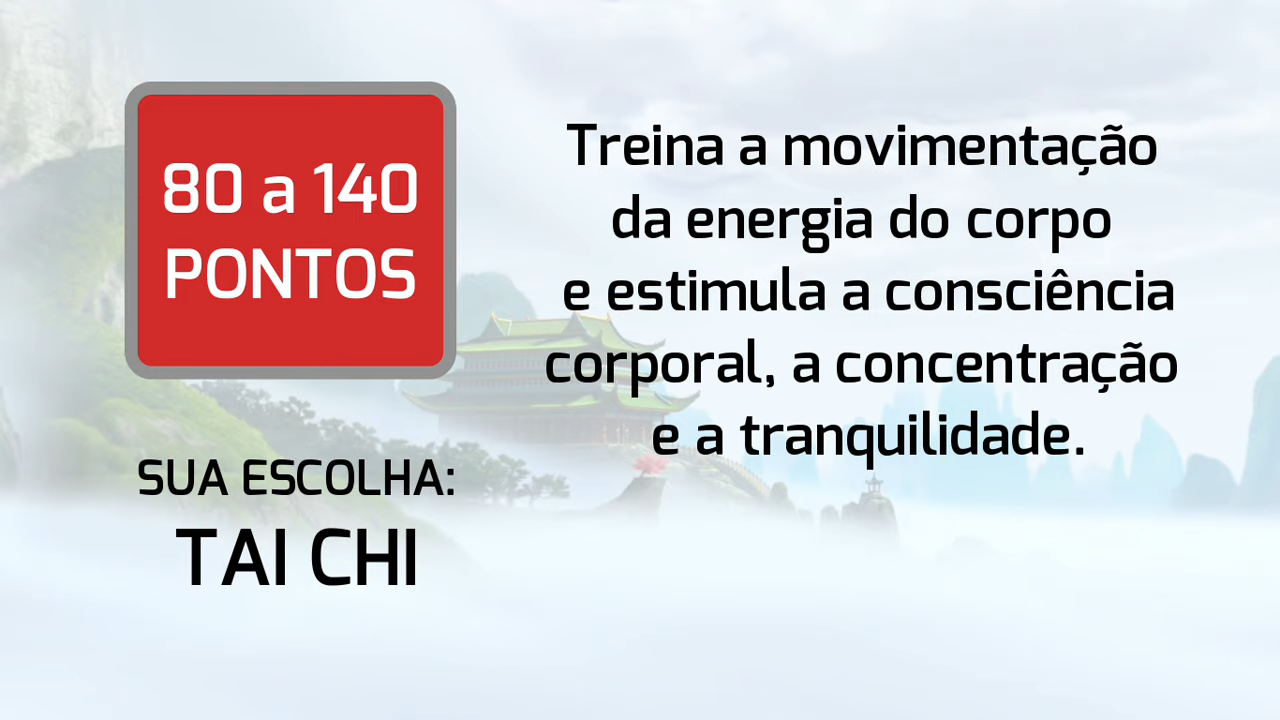 80 a 140
PONTOS
SUA ESCOLHA:
TAI CHI
Treina a movimentação
da energia do corpo
e estimula a consciência
corporal, a concentração
e a tranquilidade.